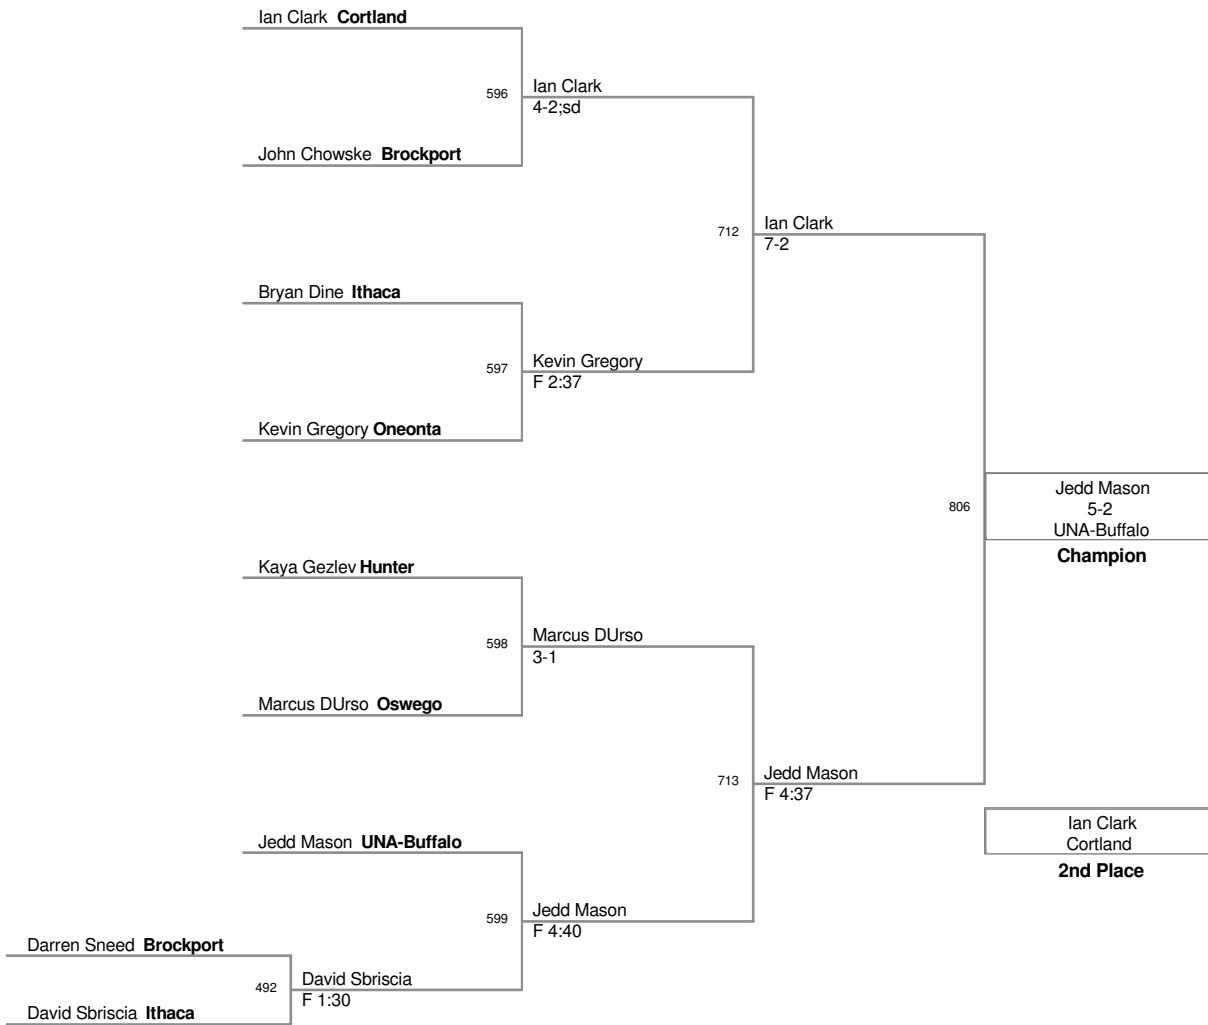 Ian Clark Cortland
596
Ian Clark
4-2;sd
John Chowske Brockport
712
Ian Clark
7-2
Bryan Dine Ithaca
597
Kevin Gregory
F 2:37
Kevin Gregory Oneonta
806
Jedd Mason
5-2
UNA-Buffalo
Champion
Kaya Gezlev Hunter
598
Marcus DUrso
3-1
Marcus DUrso Oswego
713
Jedd Mason
F 4:37
Jedd Mason UNA-Buffalo
599
Jedd Mason
F 4:40
Ian Clark
Cortland
2nd Place
Darren Sneed Brockport
492
David Sbriscia
F 1:30
David Sbriscia Ithaca